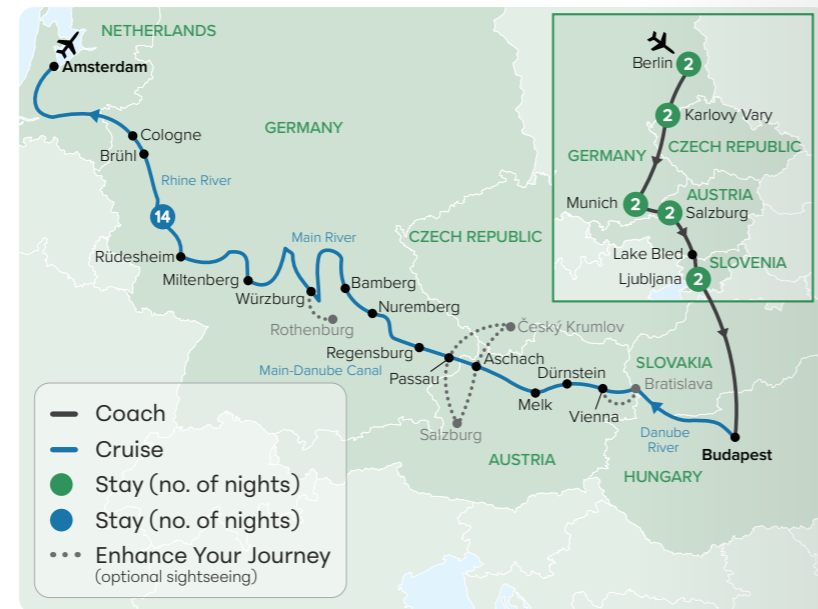 NETHERLANDS
Amsterdam
Cologne
Brühl
GERMANY
Rhine River
14
Rüdesheim
Main River
Miltenberg
Würzburg
Rothenburg
Bamberg
Nuremberg
CZECH REPUBLIC
Český Krumlov
Regensburg
Main-Danube Canal
Passau
Aschach
Salzburg
Dürnstein
Melk
Vienna
SLOVAKIA
Bratislava
Danube
River
Budapest
AUSTRIA
HUNGARY
Berlin
2
2
Karlovy Vary
CZECH REPUBLIC
GERMANY
Munich
2
2
AUSTRIA
Salzburg
Lake Bled
SLOVENIA
Ljubljana
2
Coach
Cruise
Stay (no. of nights)
Stay (no. of nights)
Enhance Your Journey
(optional sightseeing)